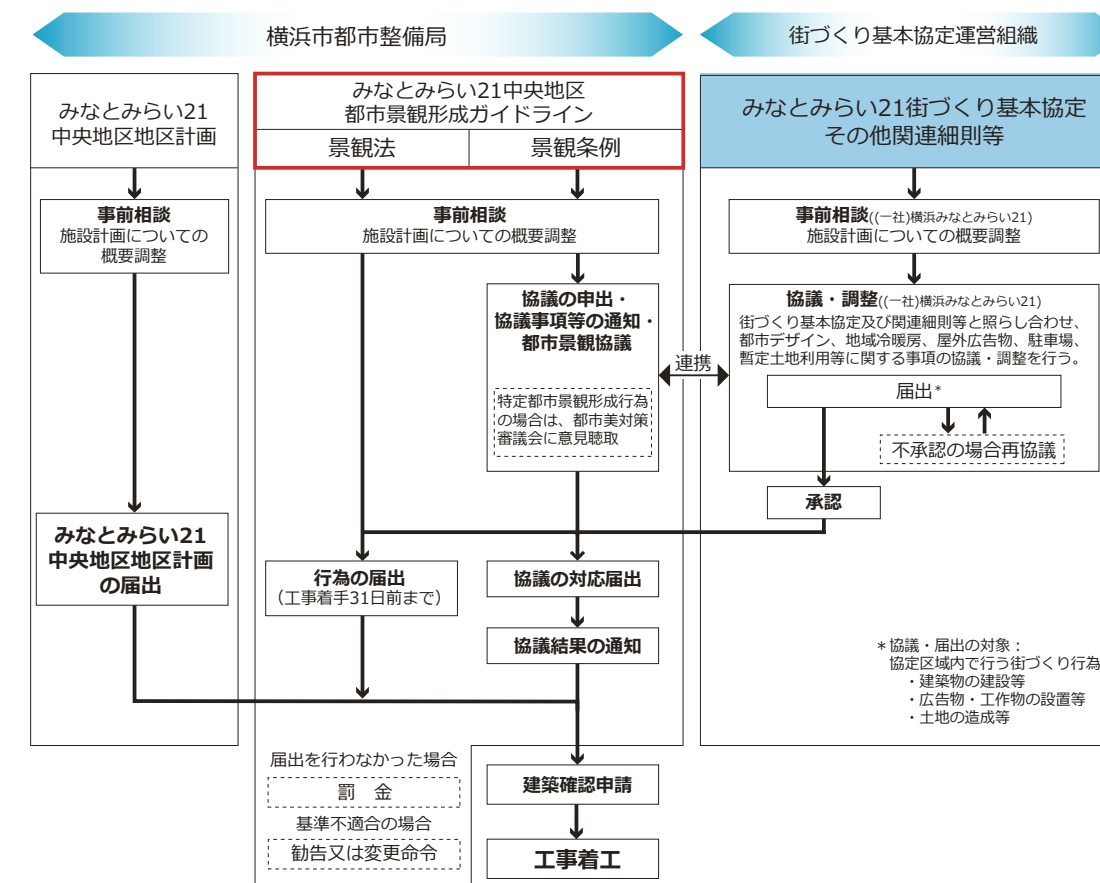 横浜市都市整備局
街づくり基本協定運営組織
みなとみらい21
中央地区地区計画
みなとみらい21中央地区
都市景観形成ガイドライン
景観法
景観条例
みなとみらい21街づくり基本協定
その他関連細則等
事前相談
施設計画についての
概要調整
事前相談
施設計画についての概要調整
事前相談((一社)横浜みなとみらい21)
施設計画についての概要調整
協議の申出・
協議事項等の通知・
都市景観協議
特定都市景観形成行為
の場合は、都市美対策
審議会に意見聴取
連携
協議・調整((一社)横浜みなとみらい21)
街づくり基本協定及び関連細則等と照らし合わせ、
都市デザイン、地域冷暖房、屋外広告物、駐車場、
暫定土地利用等に関する事項の協議・調整を行う。
届出*
不承認の場合再協議
承認
みなとみらい21
中央地区地区計画
の届出
行為の届出
（工事着手31日前まで）
協議の対応届出
協議結果の通知
*協議・届出の対象：
協定区域内で行う街づくり行為
・建築物の建設等
・広告物・工作物の設置等
・土地の造成等
届出を行わなかった場合
罰 金
基準不適合の場合
勧告又は変更命令
建築確認申請
工事着工